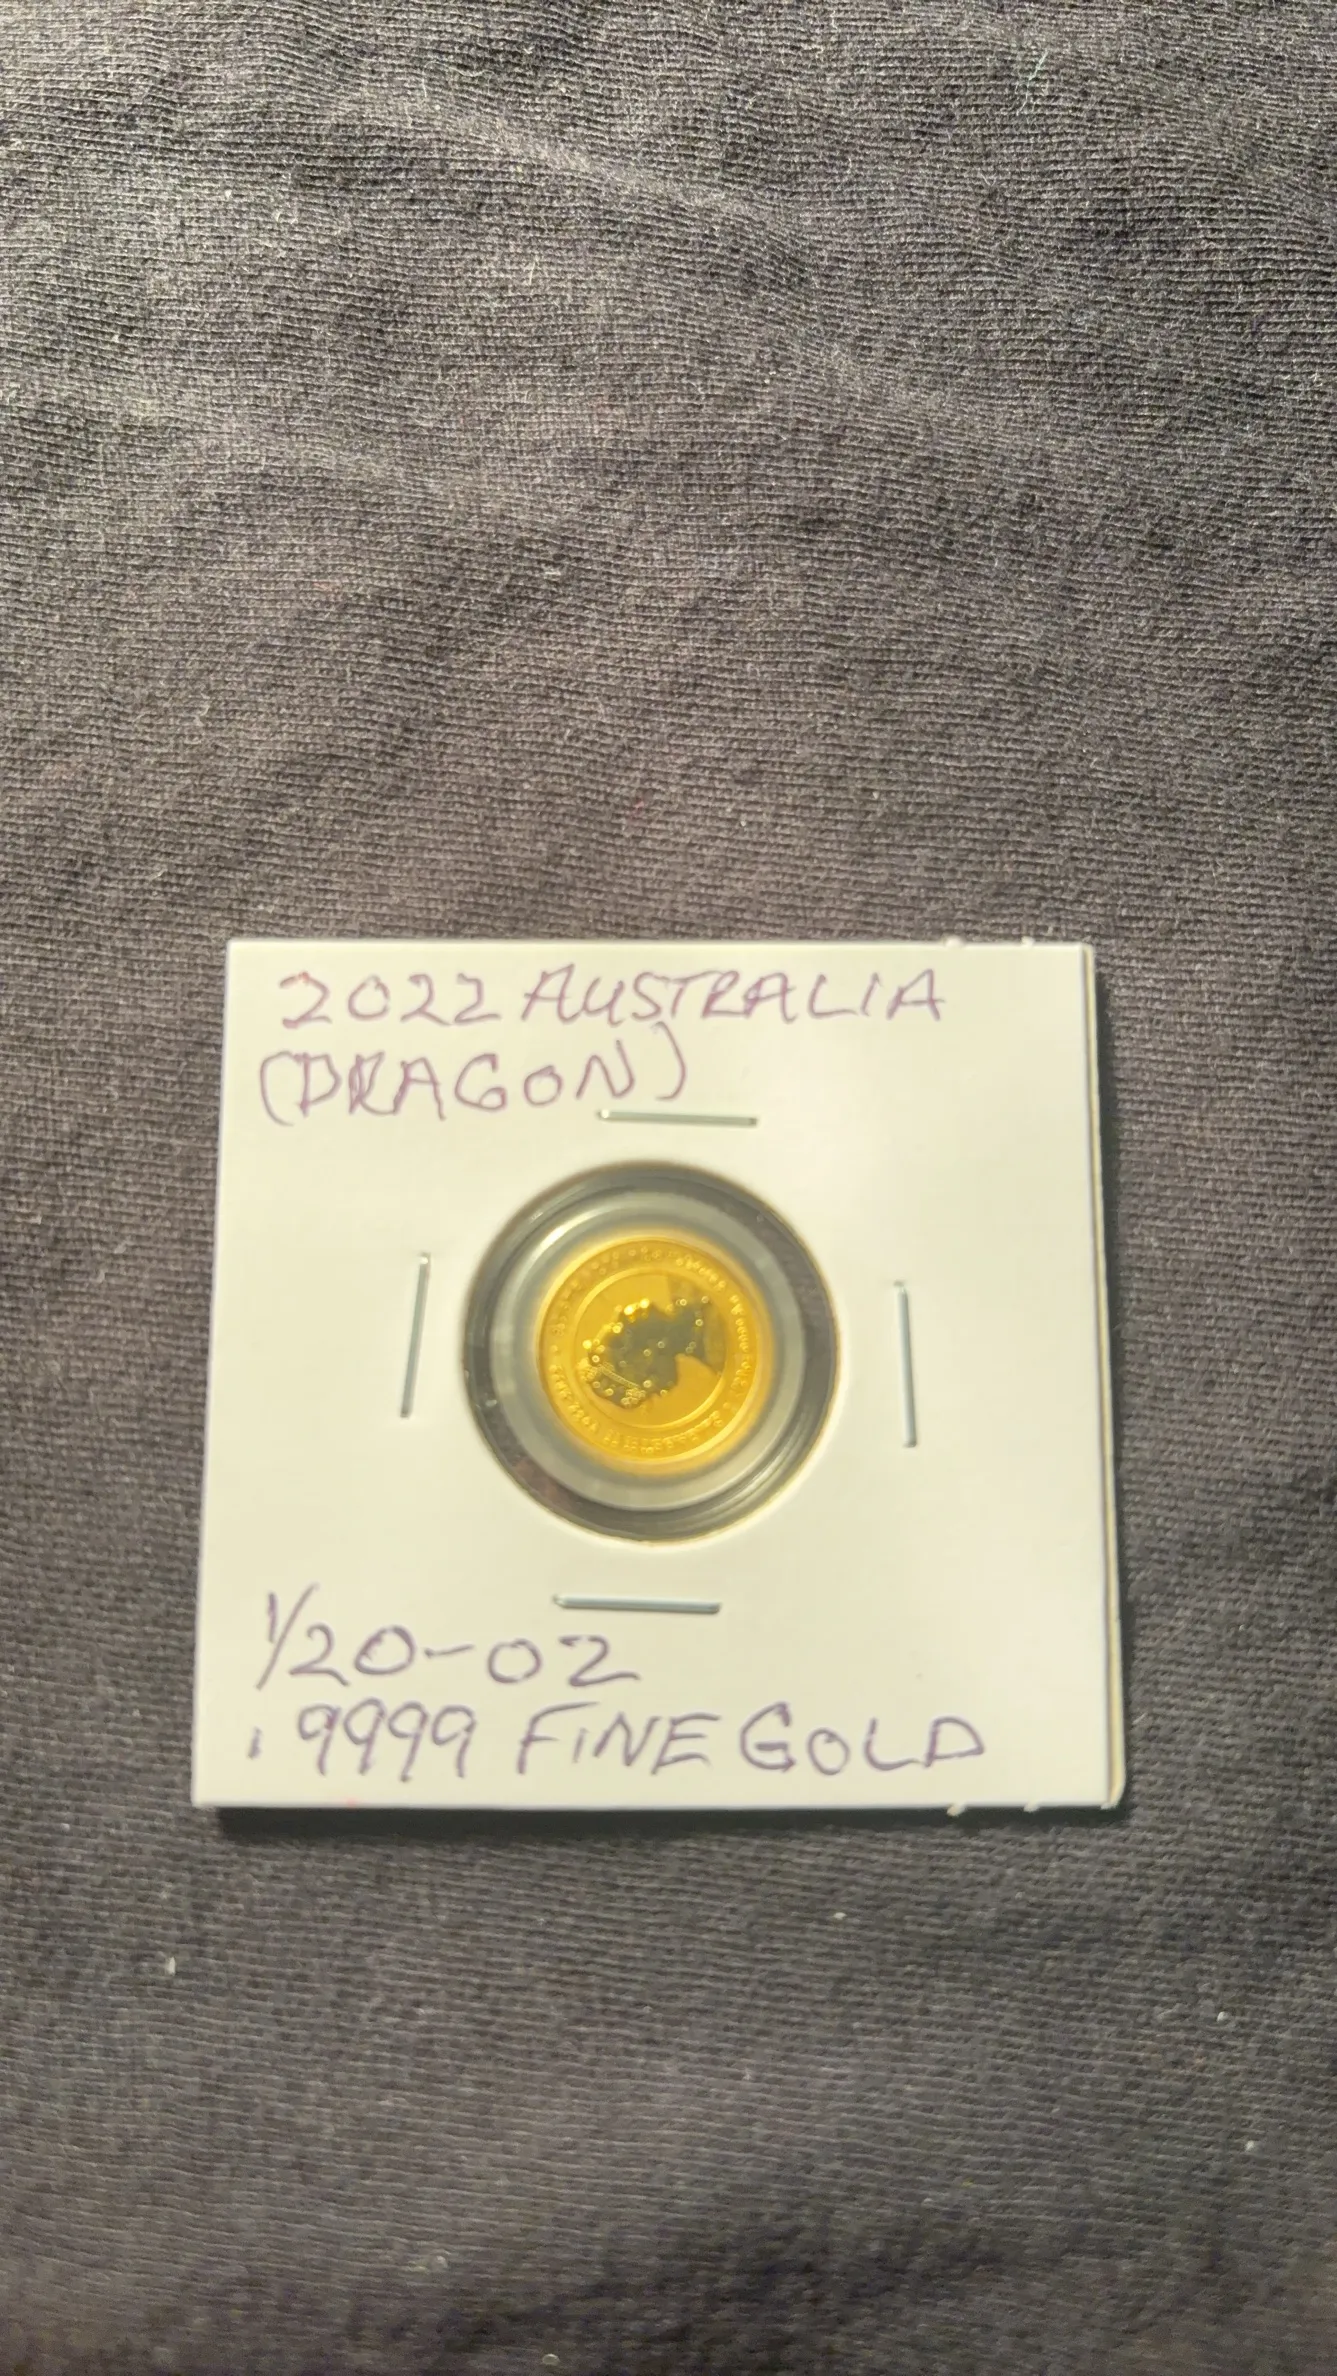 2022 AUSTRALIA
(DRAGON)
1/20-OZ
.9999 FINE GOLD